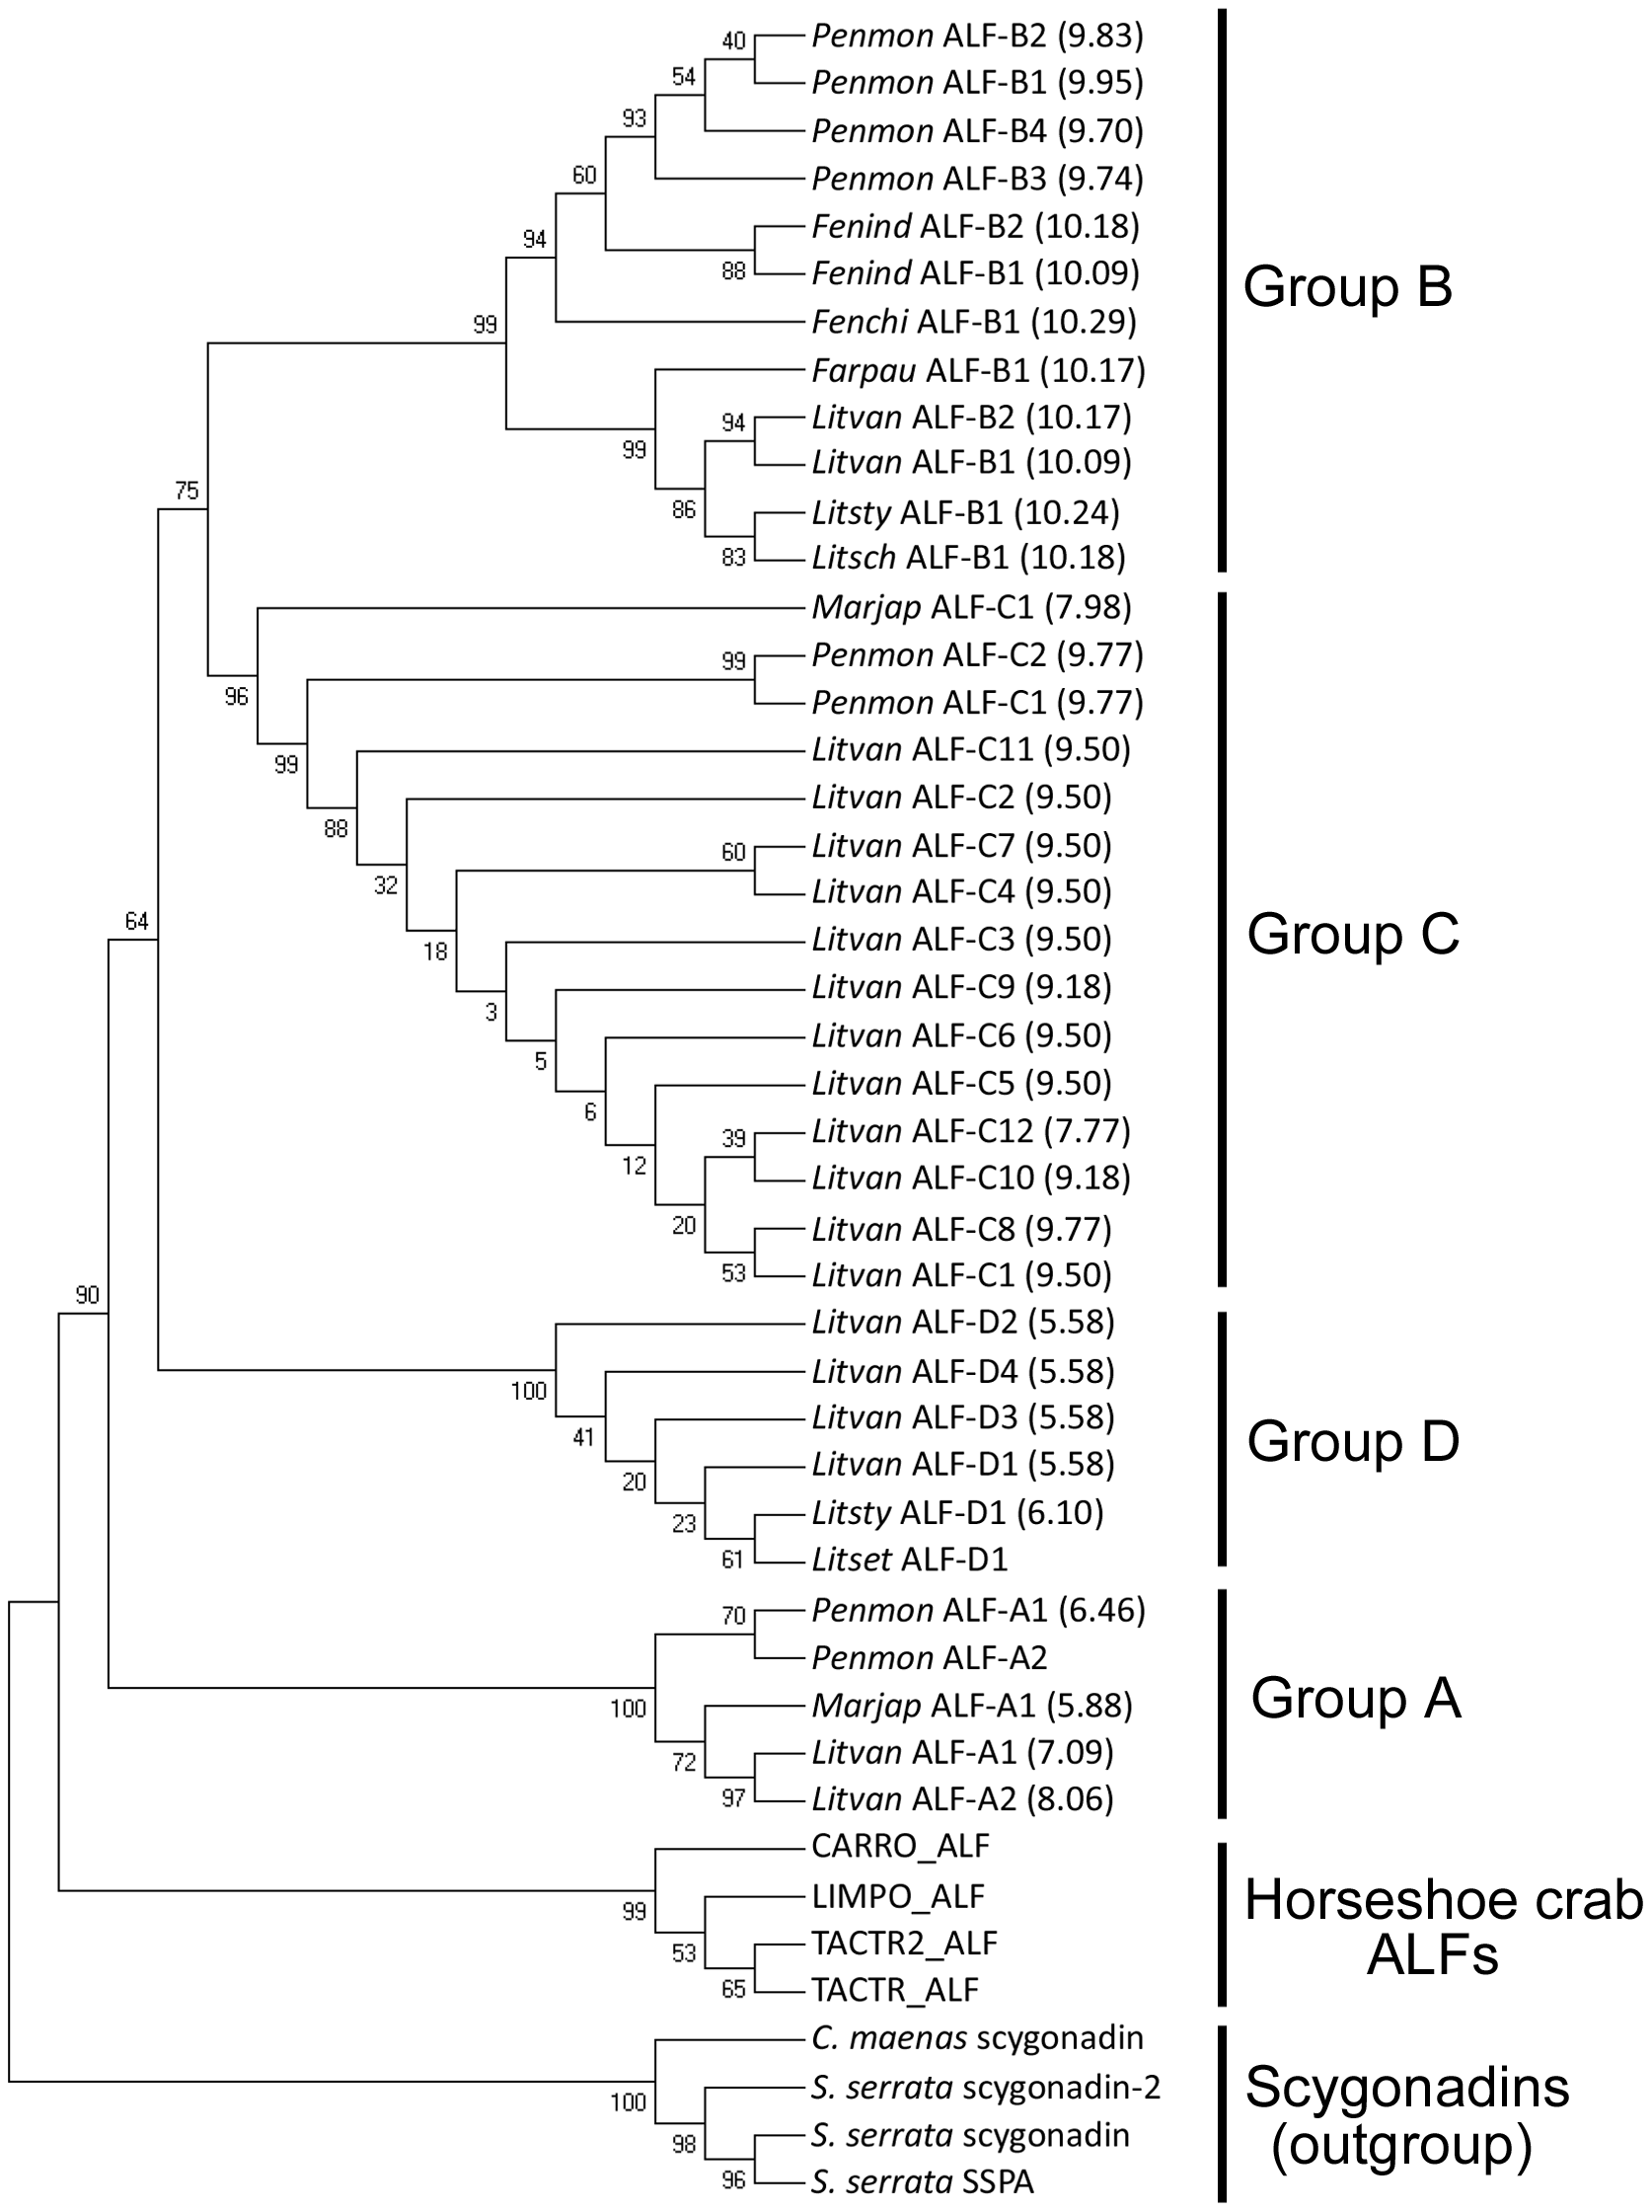 40
Penmon ALF-B2 (9.83)
54
Penmon ALF-B1 (9.95)
93
Penmon ALF-B4 (9.70)
60
Penmon ALF-B3 (9.74)
94
Fenind ALF-B2 (10.18)
88
Fenind ALF-B1 (10.09)
Group B
99
Fenchi ALF-B1 (10.29)
Farpau ALF-B1 (10.17)
94
Litvan ALF-B2 (10.17)
99
Litvan ALF-B1 (10.09)
75
86
Litsty ALF-B1 (10.24)
83
Litsch ALF-B1 (10.18)
Marjap ALF-C1 (7.98)
99
Penmon ALF-C2 (9.77)
96
Penmon ALF-C1 (9.77)
99
Litvan ALF-C11 (9.50)
88
Litvan ALF-C2 (9.50)
60
Litvan ALF-C7 (9.50)
32
Litvan ALF-C4 (9.50)
64
18
Litvan ALF-C3 (9.50)
Group C
3
Litvan ALF-C9 (9.18)
5
Litvan ALF-C6 (9.50)
6
Litvan ALF-C5 (9.50)
39
Litvan ALF-C12 (7.77)
12
Litvan ALF-C10 (9.18)
20
Litvan ALF-C8 (9.77)
53
Litvan ALF-C1 (9.50)
90
Litvan ALF-D2 (5.58)
100
Litvan ALF-D4 (5.58)
41
Litvan ALF-D3 (5.58)
Group D
20
Litvan ALF-D1 (5.58)
23
Litsty ALF-D1 (6.10)
61
Litset ALF-D1
70
Penmon ALF-A1 (6.46)
Penmon ALF-A2
100
Marjap ALF-A1 (5.88)
Group A
72
Litvan ALF-A1 (7.09)
97
Litvan ALF-A2 (8.06)
CARRO_ALF
99
LIMPO_ALF
53
TACTR2_ALF
65
TACTR_ALF
Horseshoe crab
ALFs
C. maenas scygonadin
100
S. serrata scygonadin-2
98
S. serrata scygonadin
96
S. serrata SSPA
Scygonadins
(outgroup)